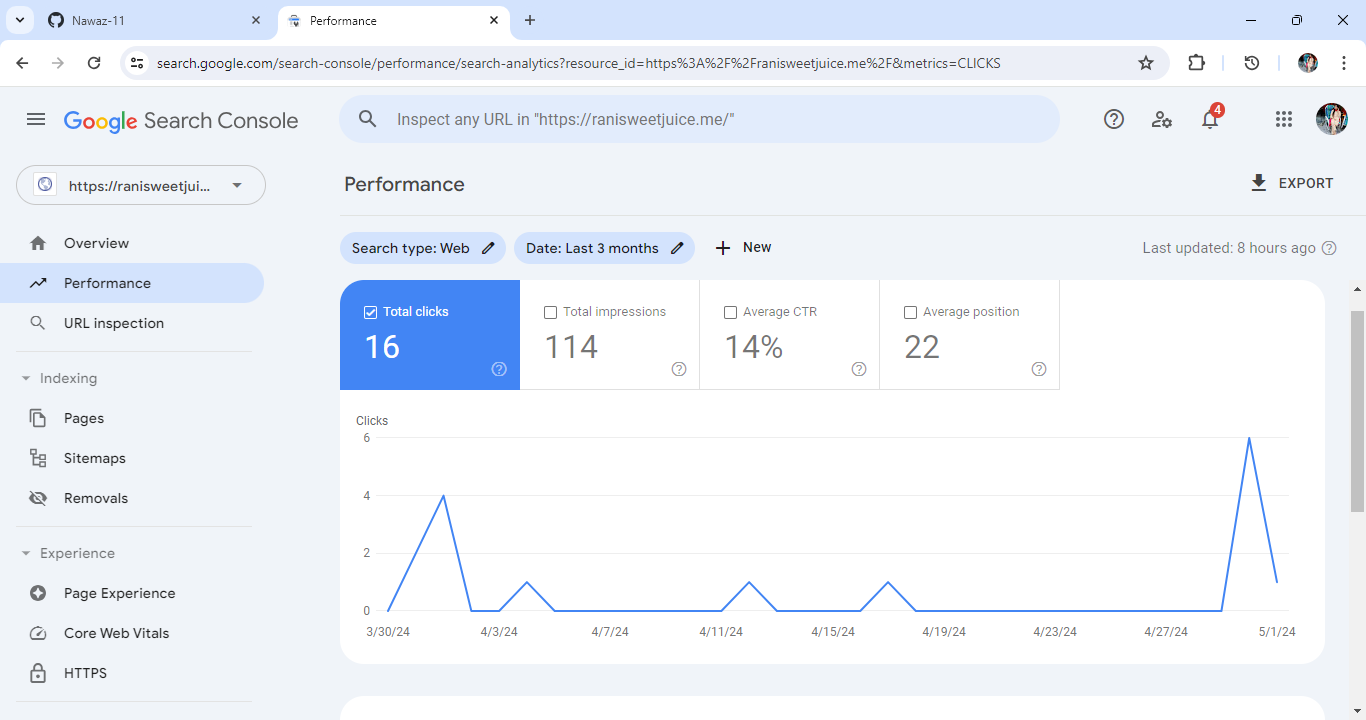 Nawaz-11
Performance
search.google.com/search-console/performance/search-analytics?resource_id=https%3A%2F%2Franisweetjuice.me%2F&metrics=CLICKS
Google Search Console
Inspect any URL in "https://ranisweetjuice.me/"
4
https://ranisweetjui...
Performance
EXPORT
Overview
Performance
URL inspection
Indexing
Pages
Sitemaps
Removals
Experience
Page Experience
Core Web Vitals
HTTPS
Search type: Web
Date: Last 3 months
New
Last updated: 8 hours ago
Total clicks
16
Total impressions
114
Average CTR
14%
Average position
22
Clicks
6
4
2
0
3/30/24 4/3/24 4/7/24 4/11/24 4/15/24 4/19/24 4/23/24 4/27/24 5/1/24